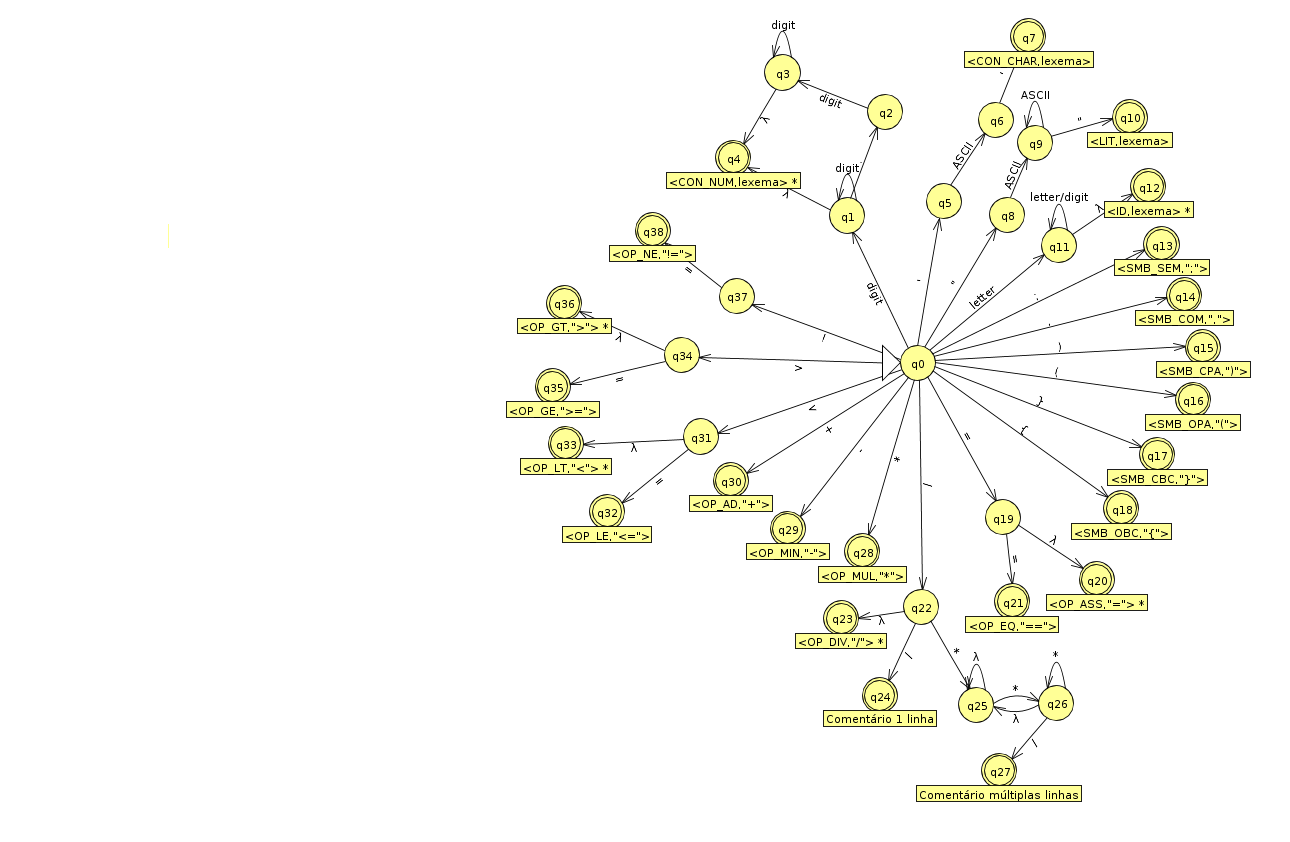 digit
q7
<CON_CHAR,lexema>
q3
'
ASCII
digit
q2
λ
q6
q10
"
q9
<LIT,lexema>
q4
ASCII
digit
<CON_NUM,lexema> *
ASCII
q12
λ
letter/digit
λ
<ID,lexema> *
q5
q1
q8
q38
q11
q13
<OP_NE,"!=">
<SMB_SEM,";">
=
'
"
digit
letter
;
q37
q14
q36
<SMB_COM,",">
<OP_GT,">"> *
,
λ
!
q15
)
q34
q0
<SMB_CPA,")">
>
(
=
q35
q16
<OP_GE,">=">
}
<SMB_OPA,"(">
<
+
{
q31
=
q33
λ
-
q17
<OP_LT,"<"> *
*
<SMB_CBC,"}">
q30
=
/
<OP_AD,"+">
q32
q18
<OP_LE,"<=">
q19
q29
<SMB_OBC,"{">
λ
<OP_MIN,"-">
q28
=
<OP_MUL,"*">
q20
q21
<OP_ASS,"="> *
q22
q23
λ
<OP_EQ,"==">
<OP_DIV,"/"> *
/
*
λ
*
q24
*
q25
q26
Comentário 1 linha
λ
/
q27
Comentário múltiplas linhas